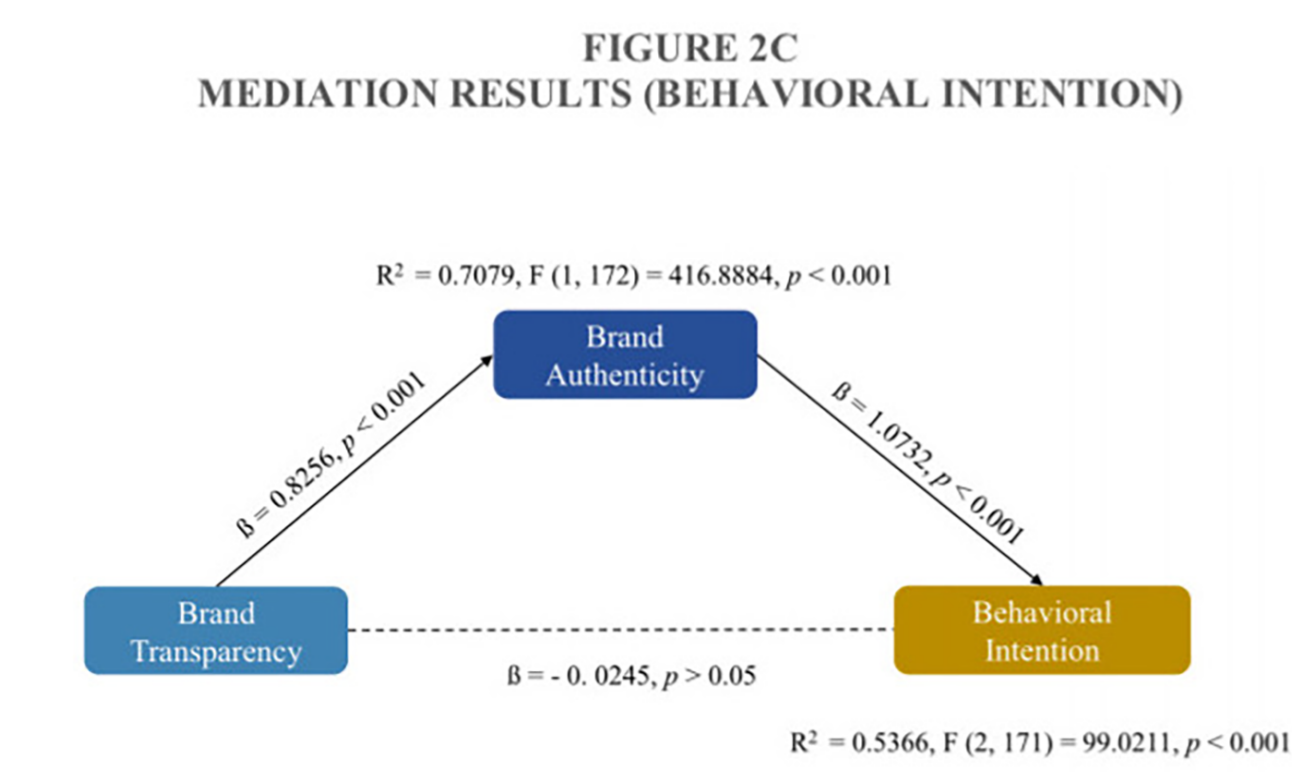 FIGURE 2C
MEDIATION RESULTS (BEHAVIORAL INTENTION)
R² = 0.7079, F (1, 172) = 416.8884, p < 0.001
Brand
Authenticity
ß = 0.8256, p < 0.001
ß = 1.0732, p < 0.001
Brand
Transparency
Behavioral
Intention
ß = - 0. 0245, p > 0.05
R² = 0.5366, F (2, 171) = 99.0211, p < 0.001